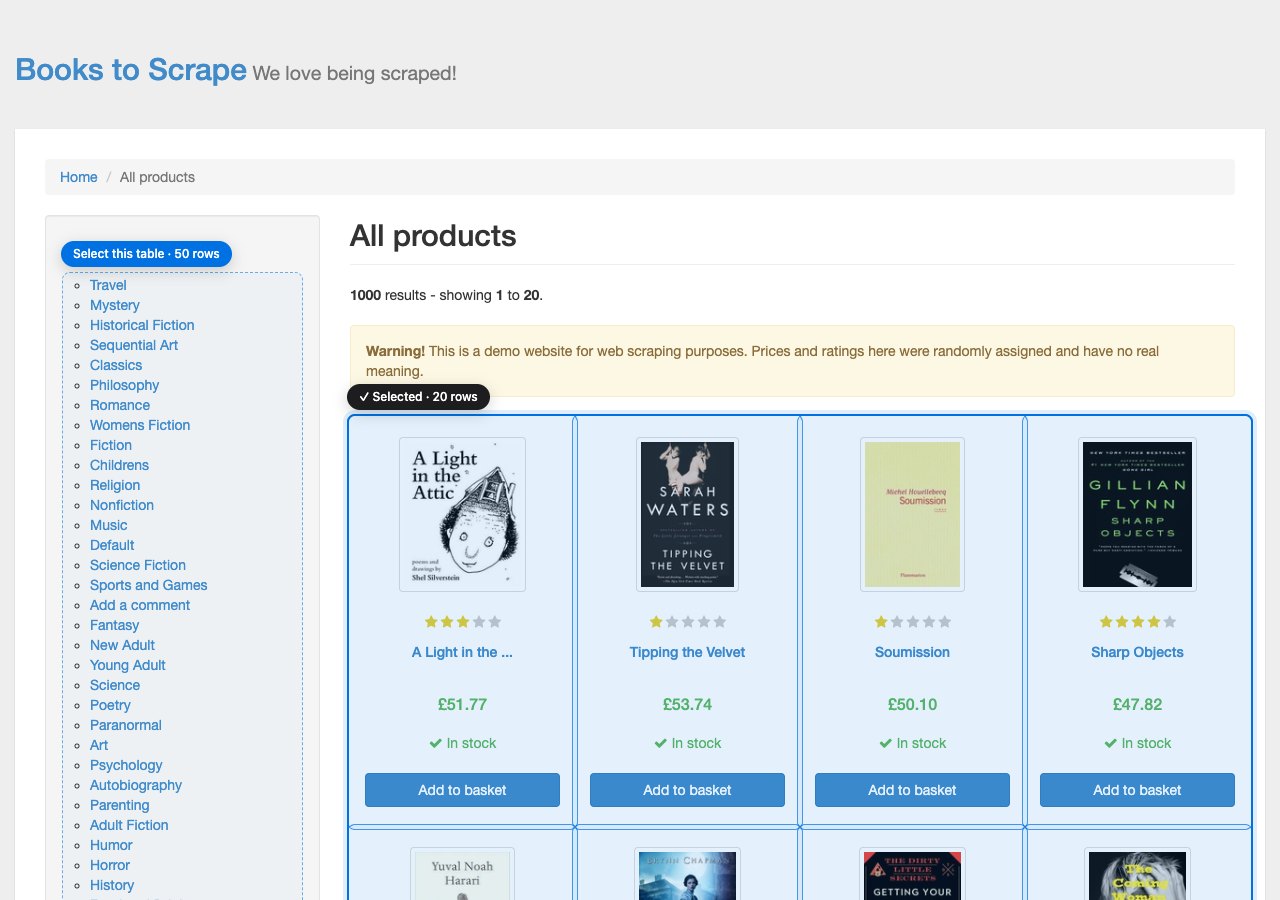 Books to Scrape We love being scraped!
Home / All products
Select this table · 50 rows
Travel
Mystery
Historical Fiction
Sequential Art
Classics
Philosophy
Romance
Womens Fiction
Fiction
Childrens
Religion
Nonfiction
Music
Default
Science Fiction
Sports and Games
Add a comment
Fantasy
New Adult
Young Adult
Science
Poetry
Paranormal
Art
Psychology
Autobiography
Parenting
Adult Fiction
Humor
Horror
History
All products
1000 results - showing 1 to 20.
Warning! This is a demo website for web scraping purposes. Prices and ratings here were randomly assigned and have no real
meaning.
✓ Selected · 20 rows
A Light
in the
Attic
poems and
drawings by
Shel Silverstein
A Light in the ...
£51.77
In stock
Add to basket
SARAH
WATERS
TIPPING
THE VELVET
Tipping the Velvet
£53.74
In stock
Add to basket
Michel Houellebecq
Soumission
Flammarion
Soumission
£50.10
In stock
Add to basket
NEW YORK TIMES BESTSELLER
GONE GIRL
GILLIAN
FLYNN
SHARP
OBJECTS
Sharp Objects
£47.82
In stock
Add to basket
Yuval Noah
Harari
THE DIRTY LITTLE
SECRETS
GETTING YOUR
The
Coming
Woman